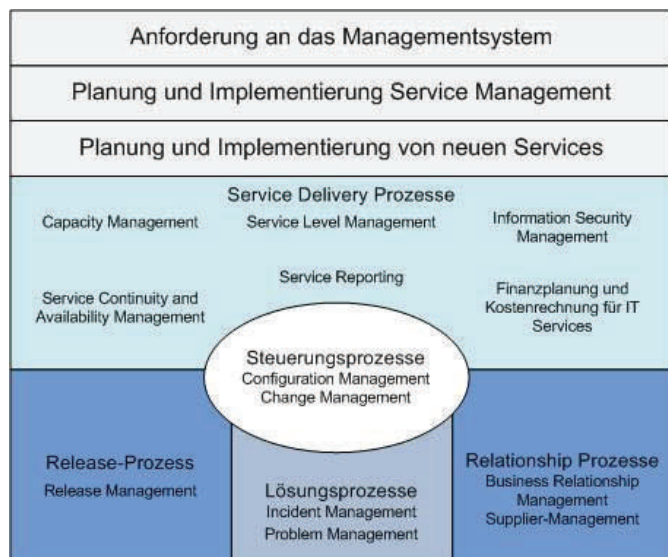 Anforderung an das Managementsystem
Planung und Implementierung Service Management
Planung und Implementierung von neuen Services
Service Delivery Prozesse
Capacity Management
Service Level Management
Information Security
Management
Service Continuity and
Availability Management
Service Reporting
Finanzplanung und
Kostenrechnung für IT
Services
Steuerungsprozesse
Configuration Management
Change Management
Release-Prozess
Release Management
Lösungsprozesse
Incident Management
Problem Management
Relationship Prozesse
Business Relationship
Management
Supplier-Management